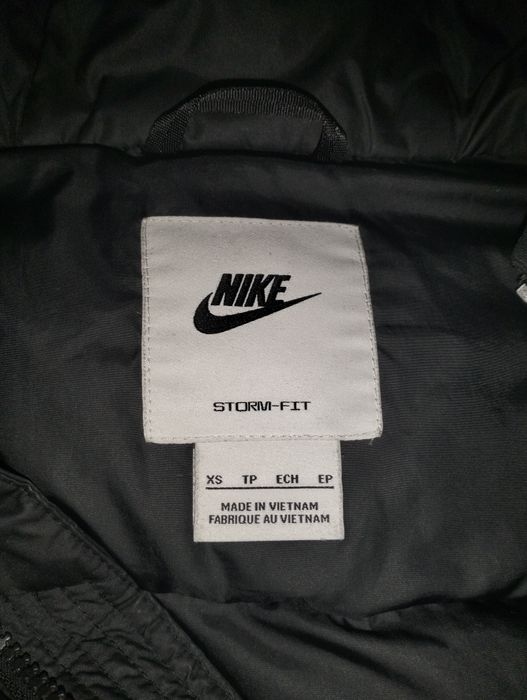 NIKE
STORM-FIT
XS TP ECH EP
MADE IN VIETNAM
FABRIQUE AU VIETNAM